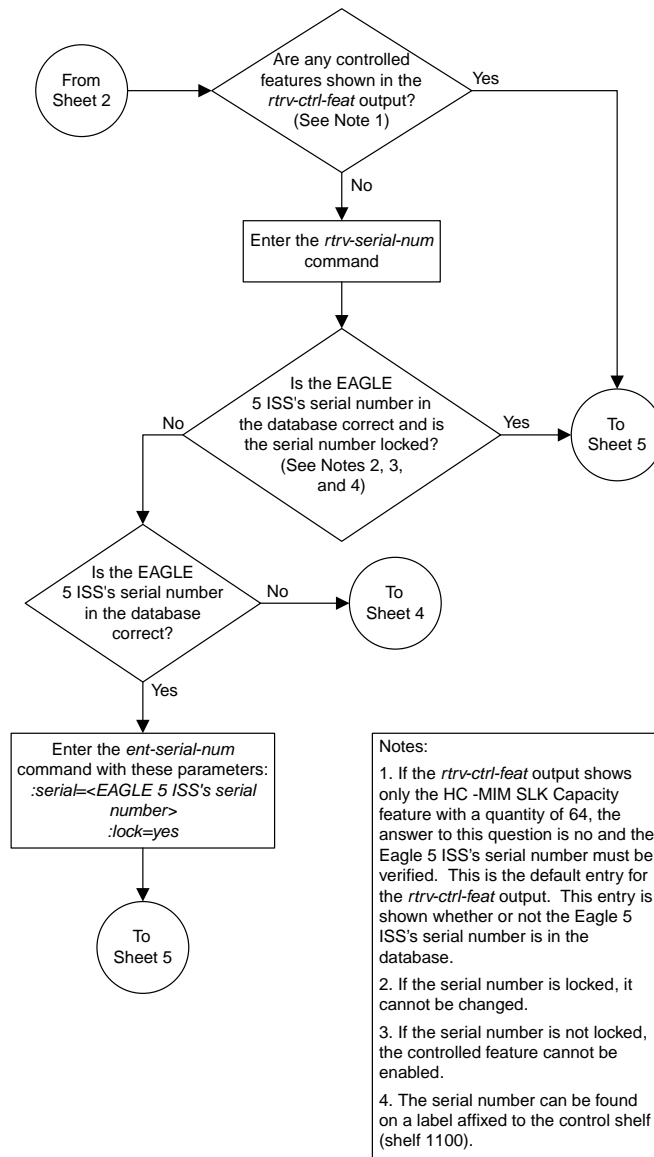 From
Sheet 2
Are any controlled
features shown in the
rtrv-ctrl-feat output?
(See Note 1)
Yes
No
Enter the rtrv-serial-num
command
Is the EAGLE
5 ISS's serial number in
the database correct and is
the serial number locked?
(See Notes 2, 3,
and 4)
No
Yes
To
Sheet 5
Is the EAGLE
5 ISS's serial number
in the database
correct?
No
To
Sheet 4
Yes
Enter the ent-serial-num
command with these parameters:
:serial=<EAGLE 5 ISS's serial
number>
:lock=yes
To
Sheet 5
Notes:
1. If the rtrv-ctrl-feat output shows
only the HC -MIM SLK Capacity
feature with a quantity of 64, the
answer to this question is no and the
Eagle 5 ISS's serial number must be
verified.  This is the default entry for
the rtrv-ctrl-feat output.  This entry is
shown whether or not the Eagle 5
ISS's serial number is in the
database.
2. If the serial number is locked, it
cannot be changed.
3. If the serial number is not locked,
the controlled feature cannot be
enabled.
4. The serial number can be found
on a label affixed to the control shelf
(shelf 1100).